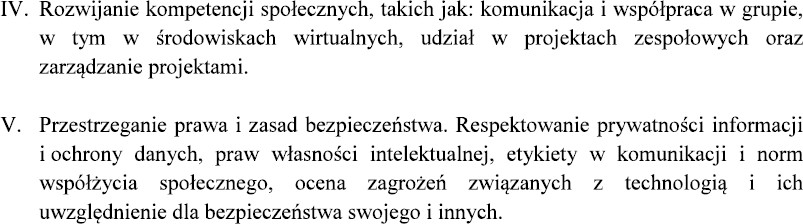 IV. Rozwijanie kompetencji społecznych, takich jak: komunikacja i współpraca w grupie,
w tym w środowiskach wirtualnych, udział w projektach zespołowych oraz
zarządzanie projektami.
V. Przestrzeganie prawa i zasad bezpieczeństwa. Respektowanie prywatności informacji
i ochrony danych, praw własności intelektualnej, etykiety w komunikacji i norm
współżycia społecznego, ocena zagrożeń związanych z technologią i ich
uwzględnienie dla bezpieczeństwa swojego i innych.